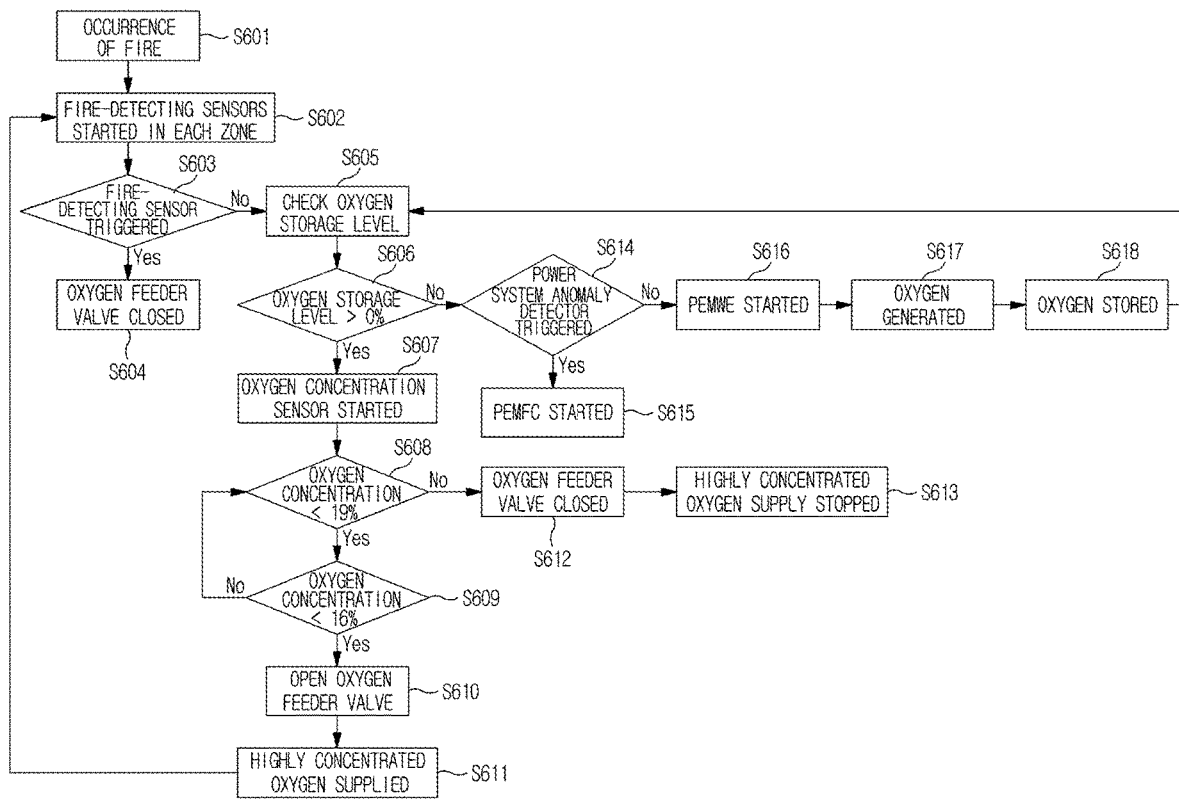 OCCURRENCE
OF FIRE
S601
FIRE-DETECTING SENSORS
STARTED IN EACH ZONE
S602
S603
FIRE-
DETECTING SENSOR
TRIGGERED
No
Yes
OXYGEN FEEDER
VALVE CLOSED
S604
S605
CHECK OXYGEN
STORAGE LEVEL
S606
OXYGEN STORAGE
LEVEL > 0%
No
Yes
S614
POWER
SYSTEM ANOMALY
DETECTOR
TRIGGERED
No
Yes
S616
PEMWE STARTED
S617
OXYGEN
GENERATED
S618
OXYGEN STORED
PEMFC STARTED
S615
S607
OXYGEN CONCENTRATION
SENSOR STARTED
S608
OXYGEN
CONCENTRATION
< 19%
No
Yes
OXYGEN FEEDER
VALVE CLOSED
S612
HIGHLY CONCENTRATED
OXYGEN SUPPLY STOPPED
S613
No
OXYGEN
CONCENTRATION
< 16%
S609
Yes
OPEN OXYGEN
FEEDER VALVE
S610
HIGHLY CONCENTRATED
OXYGEN SUPPLIED
S611